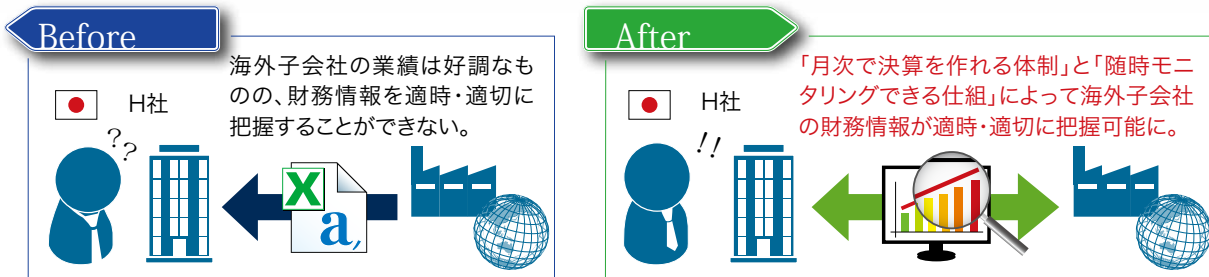 Before
海外子会社の業績は好調なも
のの、財務情報を適時・適切に
把握することができない。
H社
??
X
a,
After
「月次で決算を作れる体制」と「随時モニ
タリングできる仕組」によって海外子会社
の財務情報が適時・適切に把握可能に。
H社
!!